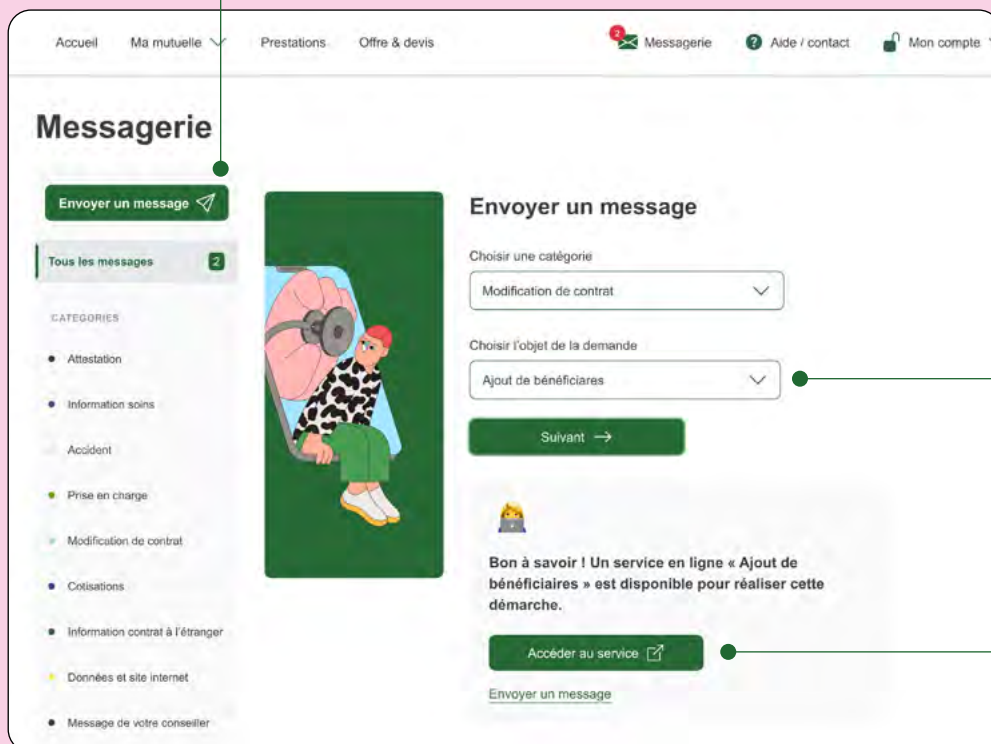 Accueil
Ma mutuelle
Prestations
Offre & devis
2
Messagerie
?
Aide / contact
Mon compte
Messagerie
Envoyer un message
Tous les messages
2
CATEGORIES
Attestation
Information soins
Accident
Prise en charge
Modification de contrat
Cotisations
Information contrat à l'étranger
Données et site internet
Message de votre conseiller
Envoyer un message
Choisir une catégorie
Modification de contrat
Choisir l'objet de la demande
Ajout de bénéficiares
Suivant
Bon à savoir ! Un service en ligne « Ajout de
bénéficiaires » est disponible pour réaliser cette
démarche.
Accéder au service
Envoyer un message